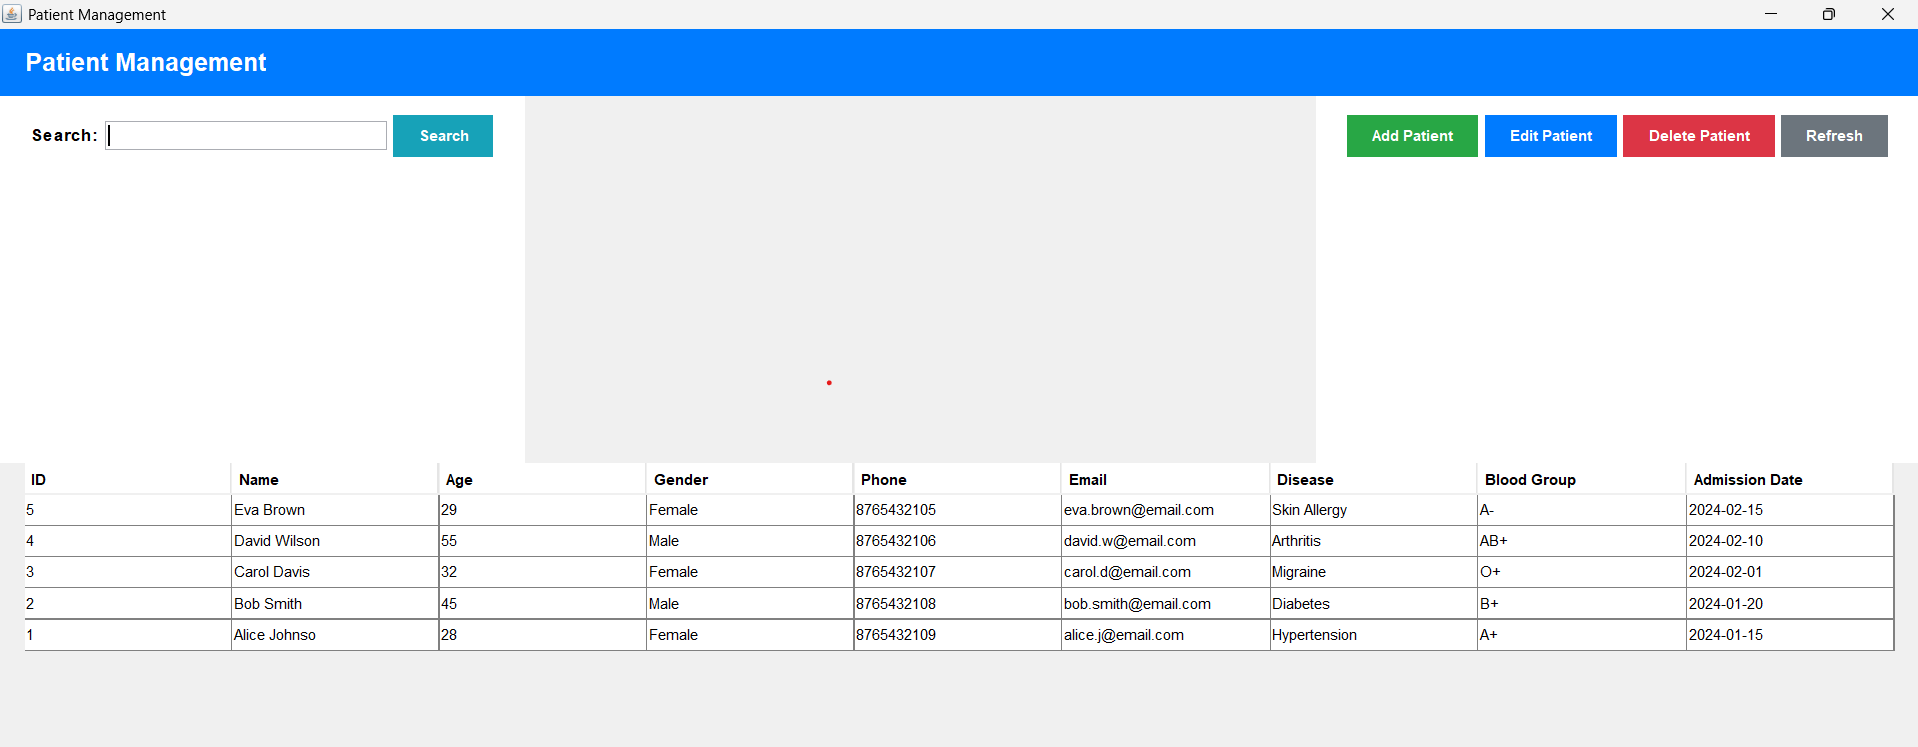 Patient Management
Patient Management
Search: Search Add Patient Edit Patient Delete Patient Refresh
ID Name Age Gender Phone Email Disease Blood Group Admission Date
5 Eva Brown 29 Female 8765432105 eva.brown@email.com Skin Allergy A- 2024-02-15
4 David Wilson 55 Male 8765432106 david.w@email.com Arthritis AB+ 2024-02-10
3 Carol Davis 32 Female 8765432107 carol.d@email.com Migraine O+ 2024-02-01
2 Bob Smith 45 Male 8765432108 bob.smith@email.com Diabetes B+ 2024-01-20
1 Alice Johnso 28 Female 8765432109 alice.j@email.com Hypertension A+ 2024-01-15